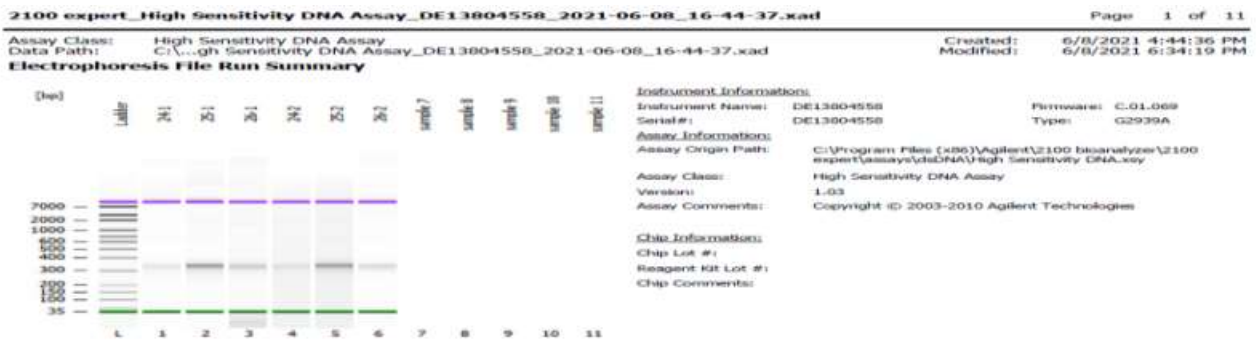 2100 expert_High Sensitivity DNA Assay_DE13804558_2021-06-08_16-44-37.xad Page 1 of 11
Assay Class: High Sensitivity DNA Assay Created: 6/8/2021 4:44:36 PM
Data Path: C:\...gh Sensitivity DNA Assay_DE13804558_2021-06-08_16-44-37.xad Modified: 6/8/2021 6:34:19 PM
Electrophoresis File Run Summary
[bp]
Ladder 24-1 25-1 26-1 24-2 25-2 26-2 sample 7 sample 8 sample 9 sample 10 sample 11
7000
2000
1000
600
500
400
300
200
150
100
35
L 1 2 3 4 5 6 7 8 9 10 11
Instrument Information:
Instrument Name: DE13804558 Firmware: C.01.069
Serial#: DE13804558 Type: G2939A
Assay Information:
Assay Origin Path: C:\Program Files (x86)\Agilent\2100 bioanalyzer\2100
expert\assays\dsDNA\High Sensitivity DNA.xsy
Assay Class: High Sensitivity DNA Assay
Version: 1.03
Assay Comments: Copyright © 2003-2010 Agilent Technologies
Chip Information:
Chip Lot #:
Reagent Kit Lot #:
Chip Comments: